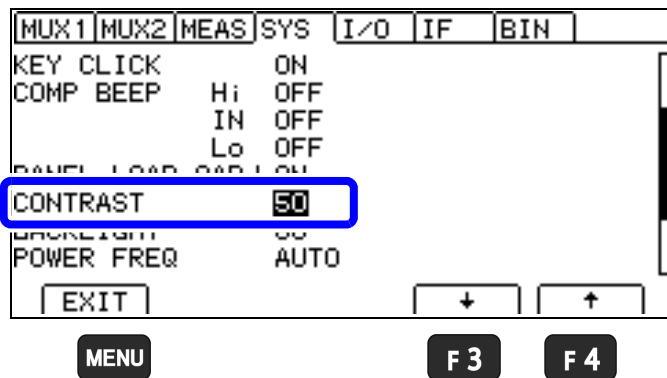 MUX1 MUX2 MEAS SYS I/O IF BIN
KEY CLICK ON
COMP BEEP Hi OFF
IN OFF
Lo OFF
CONTRAST 50
POWER FREQ AUTO
EXIT ↓ ↑
MENU F3 F4